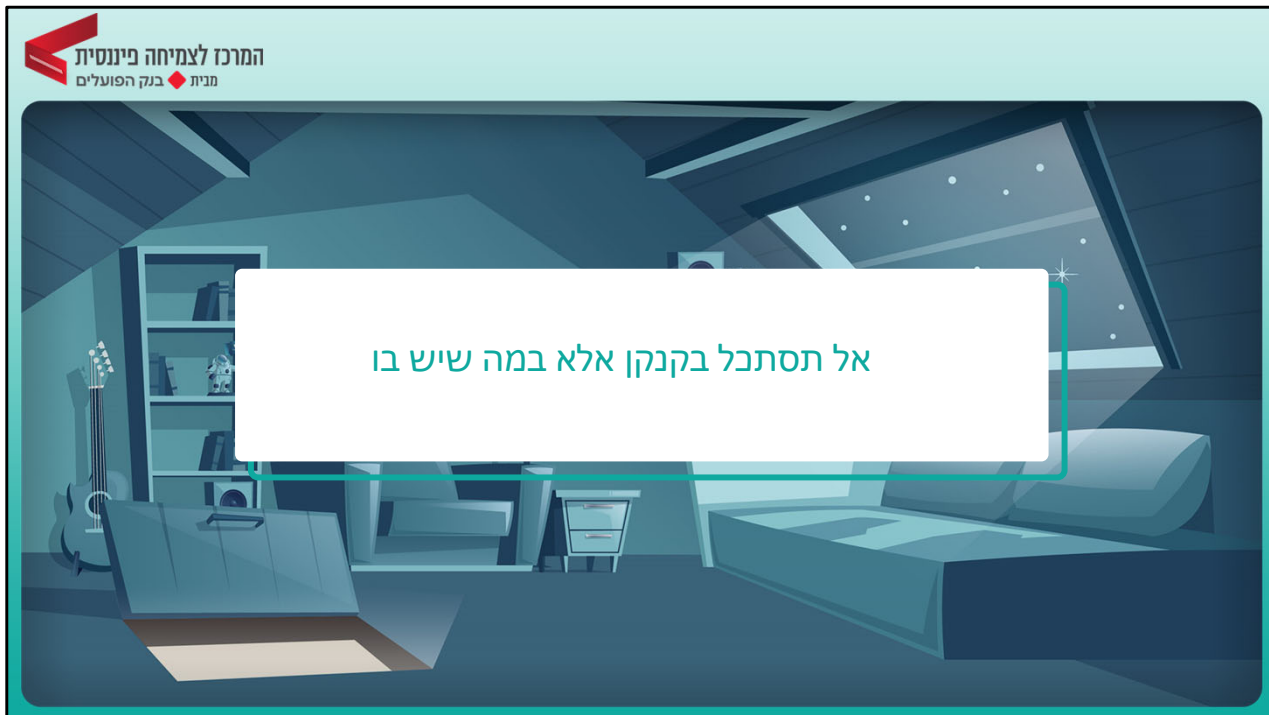 המרכז לצמיחה פיננסית
מבית בנק הפועלים
אל תסתכל בקנקן אלא במה שיש בו